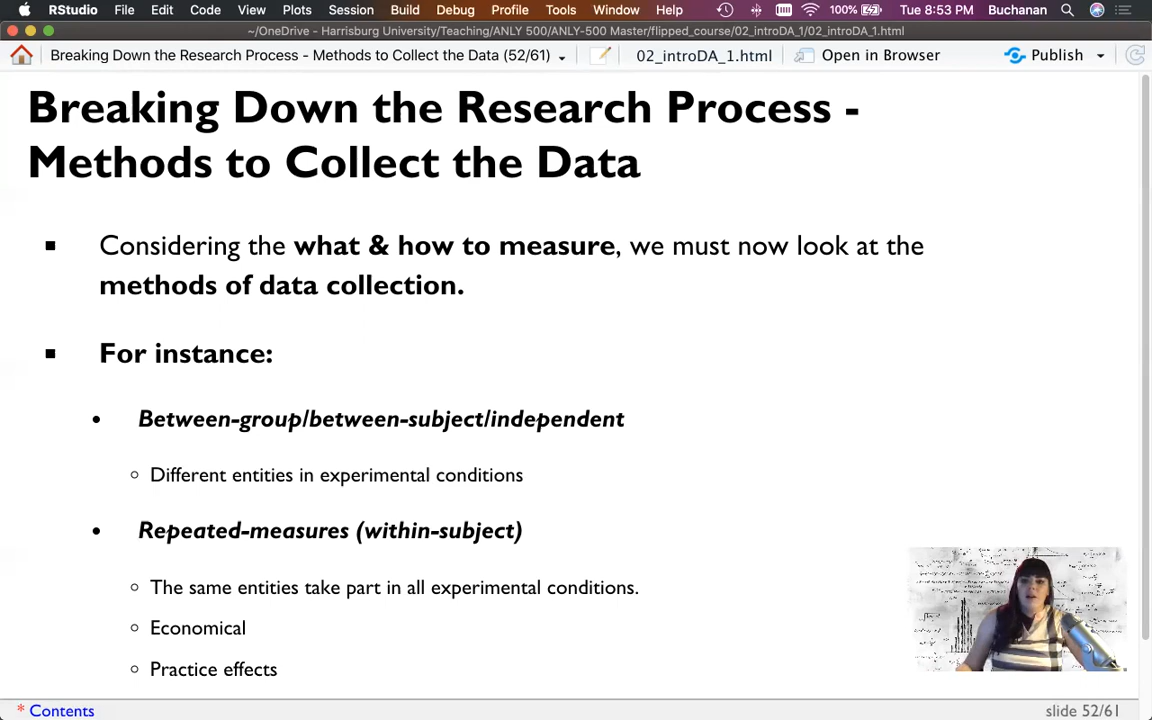 RStudio File Edit Code View Plots Session Build Debug Profile Tools Window Help 100% Tue 8:53 PM Buchanan
~/OneDrive - Harrisburg University/Teaching/ANLY 500/ANLY-500 Master/flipped_course/02_introDA_1/02_introDA_1.html
Breaking Down the Research Process - Methods to Collect the Data (52/61) 02_introDA_1.html Open in Browser Publish
Breaking Down the Research Process -
Methods to Collect the Data
▪ Considering the what & how to measure, we must now look at the
methods of data collection.
▪ For instance:
• Between-group/between-subject/independent
◦ Different entities in experimental conditions
• Repeated-measures (within-subject)
◦ The same entities take part in all experimental conditions.
◦ Economical
◦ Practice effects
* Contents slide 52/61